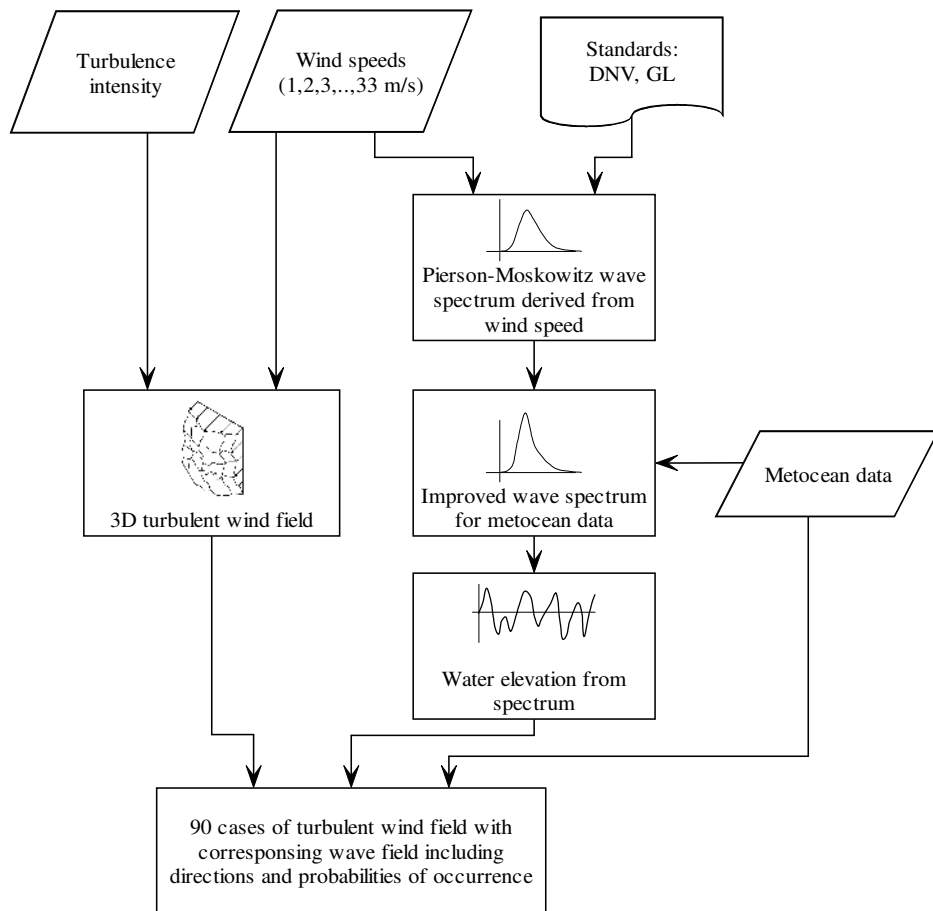 Turbulence
intensity
Wind speeds
(1,2,3,..,33 m/s)
Standards:
DNV, GL
Pierson-Moskowitz wave
spectrum derived from
wind speed
3D turbulent wind field
Improved wave spectrum
for metocean data
Metocean data
Water elevation from
spectrum
90 cases of turbulent wind field with
corresponsing wave field including
directions and probabilities of occurrence